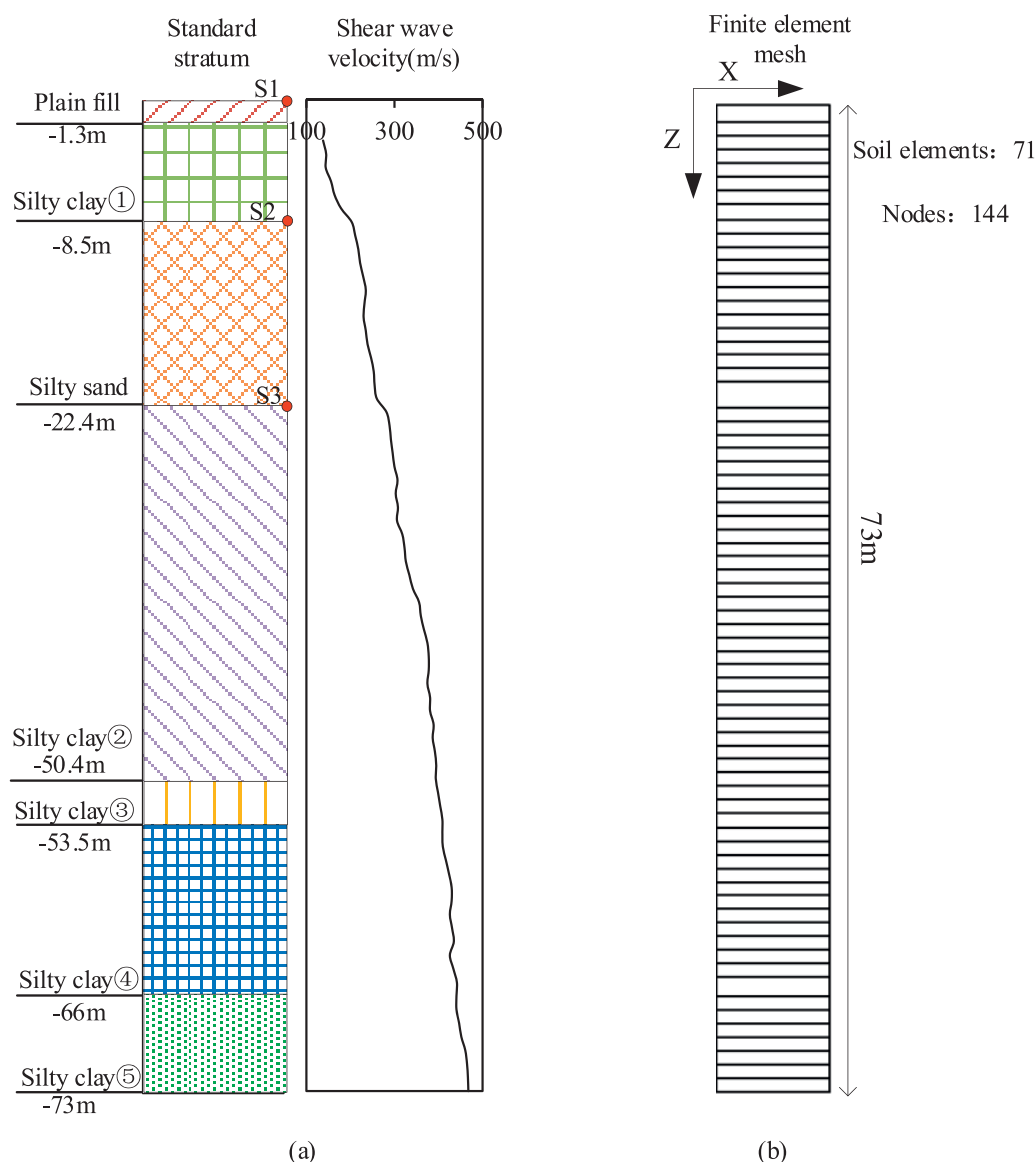 Standard
stratum
Shear wave
velocity(m/s)
Finite element
mesh
X
Z
S1
Plain fill
-1.3m
100 300 500
Soil elements：71
Nodes：144
Silty clay①
S2
-8.5m
Silty sand
S3
-22.4m
73m
Silty clay②
-50.4m
Silty clay③
-53.5m
Silty clay④
-66m
Silty clay⑤
-73m
(a)
(b)